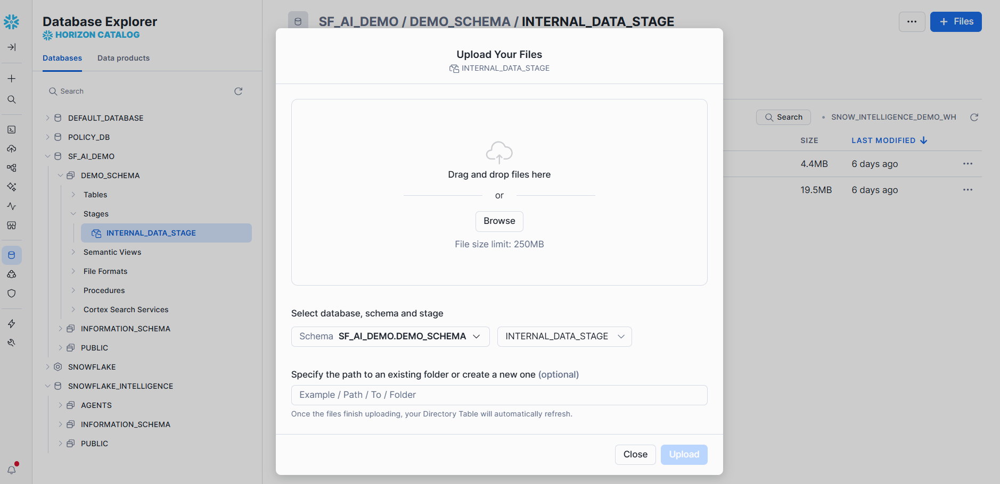 Database Explorer
HORIZON CATALOG
Databases Data products
Search
DEFAULT_DATABASE
POLICY_DB
SF_AI_DEMO
DEMO_SCHEMA
Tables
Stages
INTERNAL_DATA_STAGE
Semantic Views
File Formats
Procedures
Cortex Search Services
INFORMATION_SCHEMA
PUBLIC
SNOWFLAKE
SNOWFLAKE_INTELLIGENCE
AGENTS
INFORMATION_SCHEMA
PUBLIC
SF_AI_DEMO / DEMO_SCHEMA / INTERNAL_DATA_STAGE
+ Files
Search SNOW_INTELLIGENCE_DEMO_WH
SIZE LAST MODIFIED
4.4MB 6 days ago
19.5MB 6 days ago
Upload Your Files
INTERNAL_DATA_STAGE
Drag and drop files here
or
Browse
File size limit: 250MB
Select database, schema and stage
Schema SF_AI_DEMO.DEMO_SCHEMA INTERNAL_DATA_STAGE
Specify the path to an existing folder or create a new one (optional)
Example / Path / To / Folder
Once the files finish uploading, your Directory Table will automatically refresh.
Close Upload